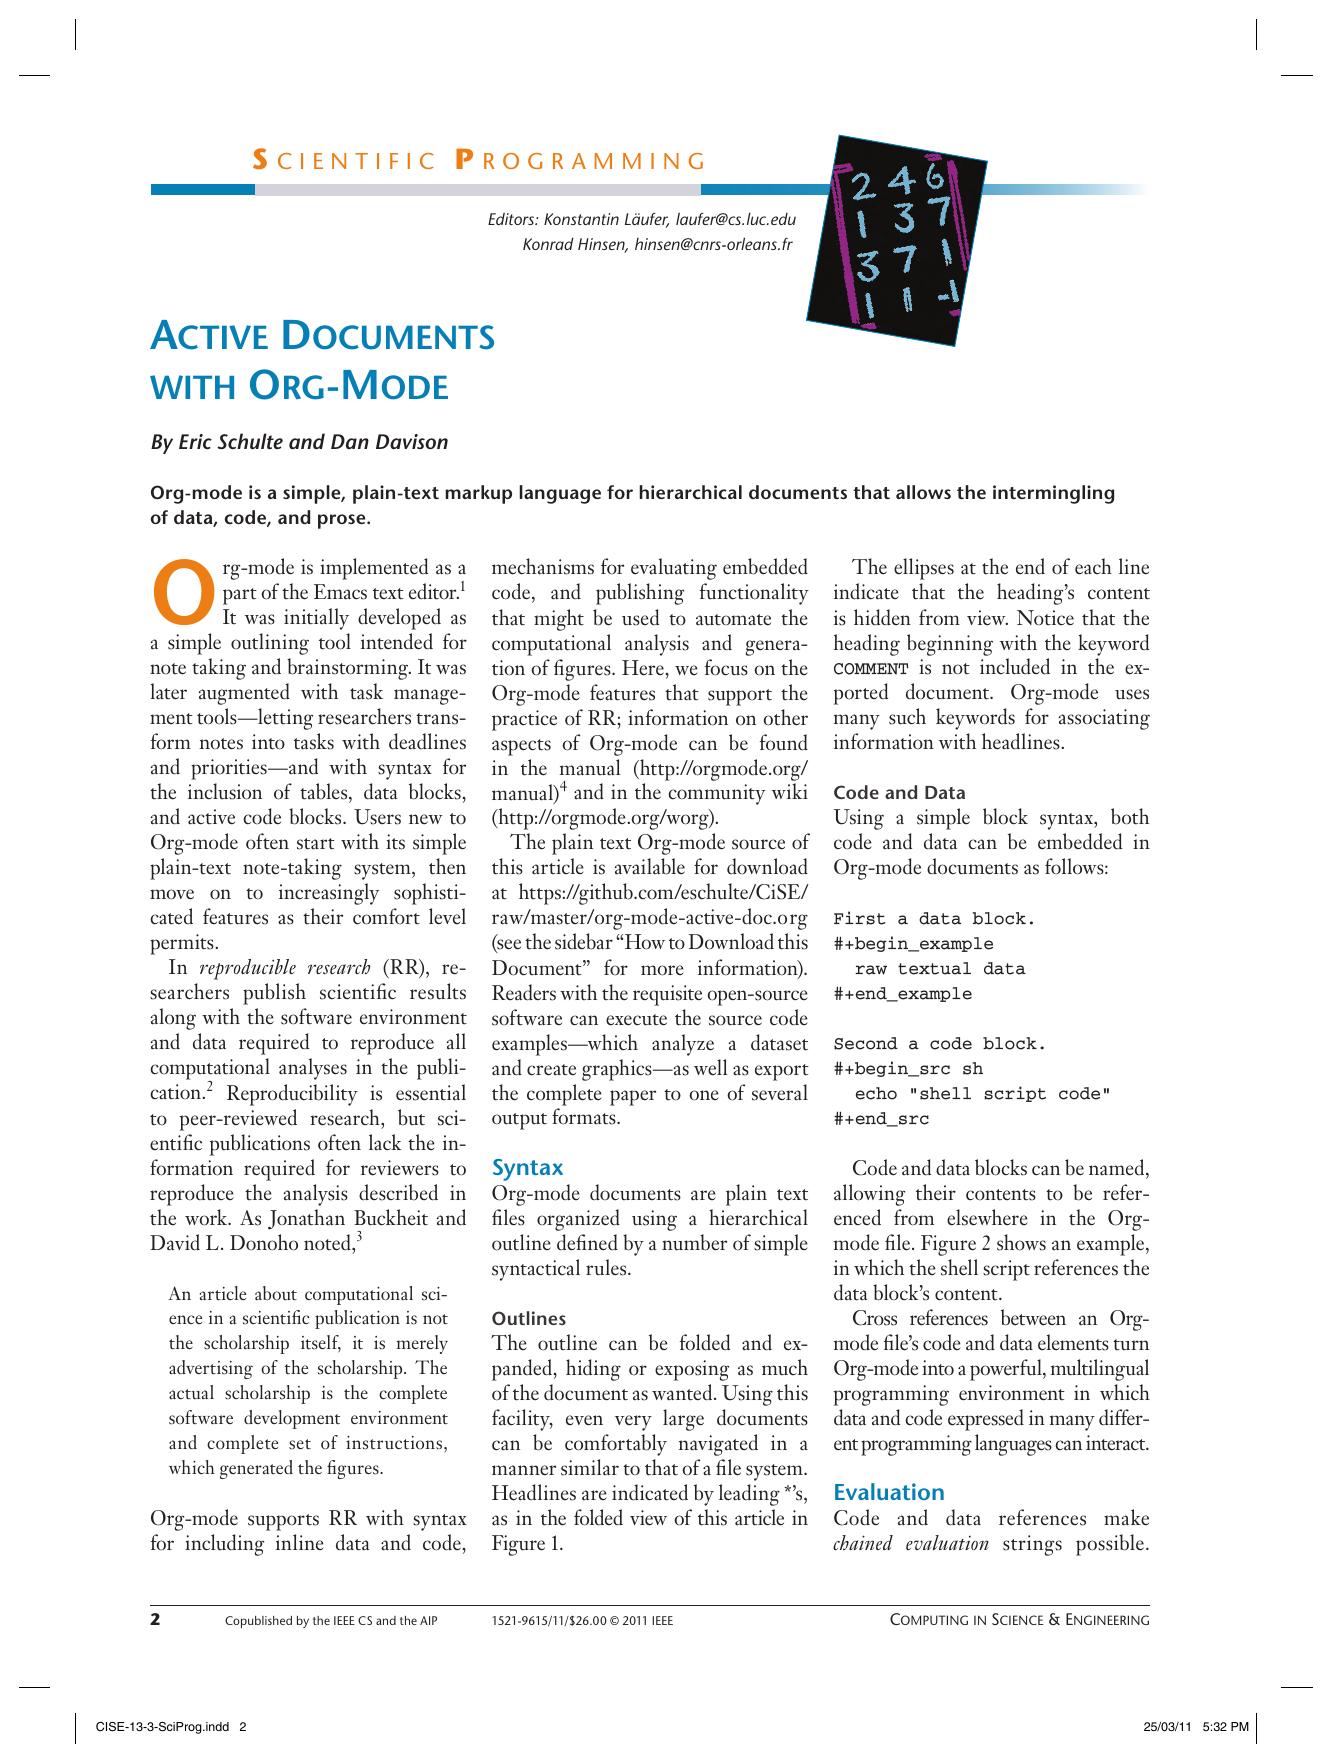 SCIENTIFIC PROGRAMMING
Editors: Konstantin Läufer, laufer@cs.luc.edu
Konrad Hinsen, hinsen@cnrs-orleans.fr
2 4 6
1 3 7
3 7 1
1 1 -1
ACTIVE DOCUMENTS
WITH ORG-MODE
By Eric Schulte and Dan Davison
Org-mode is a simple, plain-text markup language for hierarchical documents that allows the intermingling
of data, code, and prose.
Org-mode is implemented as a
part of the Emacs text editor.1
It was initially developed as
a simple outlining tool intended for
note taking and brainstorming. It was
later augmented with task manage-
ment tools—letting researchers trans-
form notes into tasks with deadlines
and priorities—and with syntax for
the inclusion of tables, data blocks,
and active code blocks. Users new to
Org-mode often start with its simple
plain-text note-taking system, then
move on to increasingly sophisti-
cated features as their comfort level
permits.
In reproducible research (RR), re-
searchers publish scientific results
along with the software environment
and data required to reproduce all
computational analyses in the publi-
cation.2 Reproducibility is essential
to peer-reviewed research, but sci-
entific publications often lack the in-
formation required for reviewers to
reproduce the analysis described in
the work. As Jonathan Buckheit and
David L. Donoho noted,3
An article about computational sci-
ence in a scientific publication is not
the scholarship itself, it is merely
advertising of the scholarship. The
actual scholarship is the complete
software development environment
and complete set of instructions,
which generated the figures.
Org-mode supports RR with syntax
for including inline data and code,
mechanisms for evaluating embedded
code, and publishing functionality
that might be used to automate the
computational analysis and genera-
tion of figures. Here, we focus on the
Org-mode features that support the
practice of RR; information on other
aspects of Org-mode can be found
in the manual (http://orgmode.org/
manual)4 and in the community wiki
(http://orgmode.org/worg).
The plain text Org-mode source of
this article is available for download
at https://github.com/eschulte/CiSE/
raw/master/org-mode-active-doc.org
(see the sidebar “How to Download this
Document” for more information).
Readers with the requisite open-source
software can execute the source code
examples—which analyze a dataset
and create graphics—as well as export
the complete paper to one of several
output formats.
Syntax
Org-mode documents are plain text
files organized using a hierarchical
outline defined by a number of simple
syntactical rules.
Outlines
The outline can be folded and ex-
panded, hiding or exposing as much
of the document as wanted. Using this
facility, even very large documents
can be comfortably navigated in a
manner similar to that of a file system.
Headlines are indicated by leading *’s,
as in the folded view of this article in
Figure 1.
The ellipses at the end of each line
indicate that the heading’s content
is hidden from view. Notice that the
heading beginning with the keyword
COMMENT is not included in the ex-
ported document. Org-mode uses
many such keywords for associating
information with headlines.
Code and Data
Using a simple block syntax, both
code and data can be embedded in
Org-mode documents as follows:
First a data block.
#+begin_example
raw textual data
#+end_example
Second a code block.
#+begin_src sh
echo "shell script code"
#+end_src
Code and data blocks can be named,
allowing their contents to be refer-
enced from elsewhere in the Org-
mode file. Figure 2 shows an example,
in which the shell script references the
data block’s content.
Cross references between an Org-
mode file’s code and data elements turn
Org-mode into a powerful, multilingual
programming environment in which
data and code expressed in many differ-
ent programming languages can interact.
Evaluation
Code and data references make
chained evaluation strings possible.
2 Copublished by the IEEE CS and the AIP 1521-9615/11/$26.00 © 2011 IEEE COMPUTING IN SCIENCE & ENGINEERING
CISE-13-3-SciProg.indd 2 25/03/11 5:32 PM